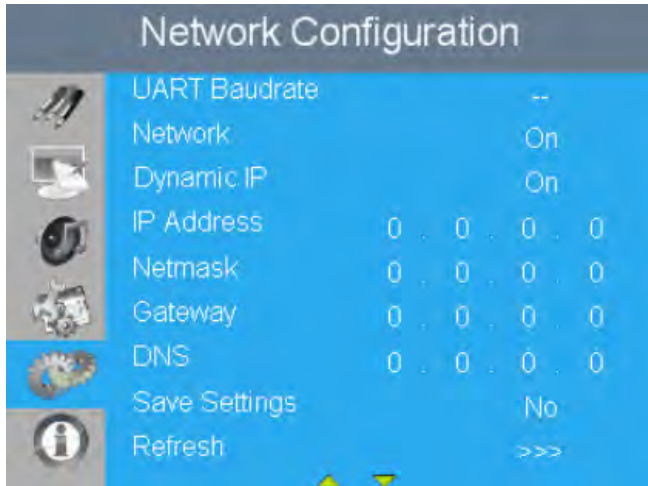 Network Configuration
UART Baudrate --
Network On
Dynamic IP On
IP Address 0 . 0 . 0 . 0
Netmask 0 . 0 . 0 . 0
Gateway 0 . 0 . 0 . 0
DNS 0 . 0 . 0 . 0
Save Settings No
Refresh >>>